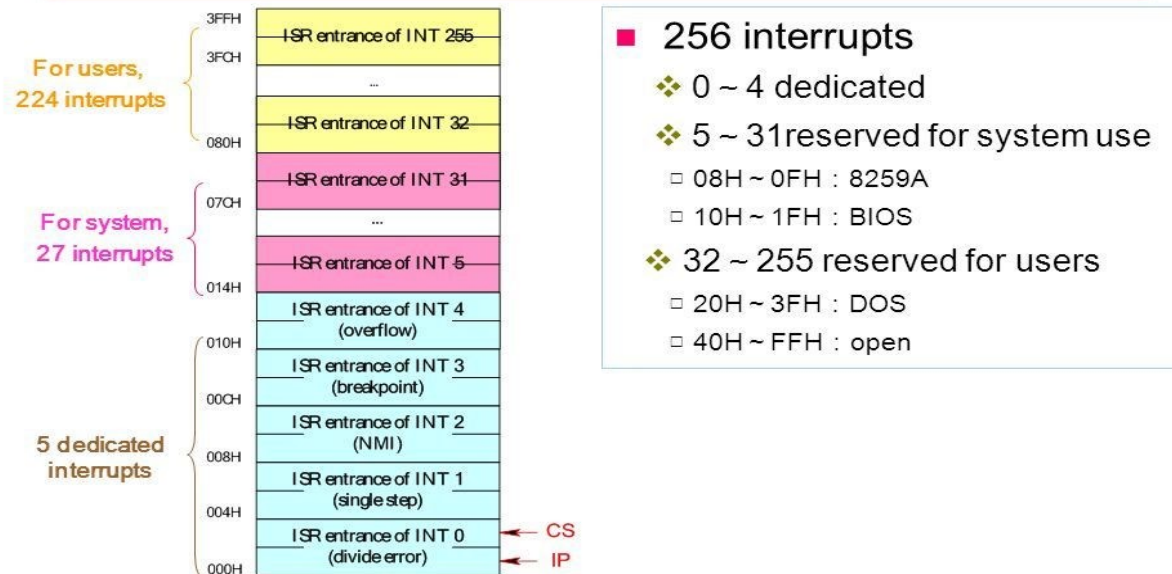 3FFH
ISR entrance of INT 255
3FCH
For users,
224 interrupts
...
ISR entrance of INT 32
080H
ISR entrance of INT 31
07CH
For system,
27 interrupts
...
ISR entrance of INT 5
014H
ISR entrance of INT 4
(overflow)
010H
ISR entrance of INT 3
(breakpoint)
00CH
5 dedicated
interrupts
ISR entrance of INT 2
(NMI)
008H
ISR entrance of INT 1
(single step)
004H
ISR entrance of INT 0
(divide error)
CS
IP
000H
256 interrupts
0 ~ 4 dedicated
5 ~ 31reserved for system use
08H ~ 0FH : 8259A
10H ~ 1FH : BIOS
32 ~ 255 reserved for users
20H ~ 3FH : DOS
40H ~ FFH : open